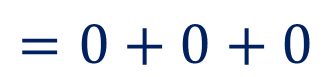 = 0 + 0 + 0